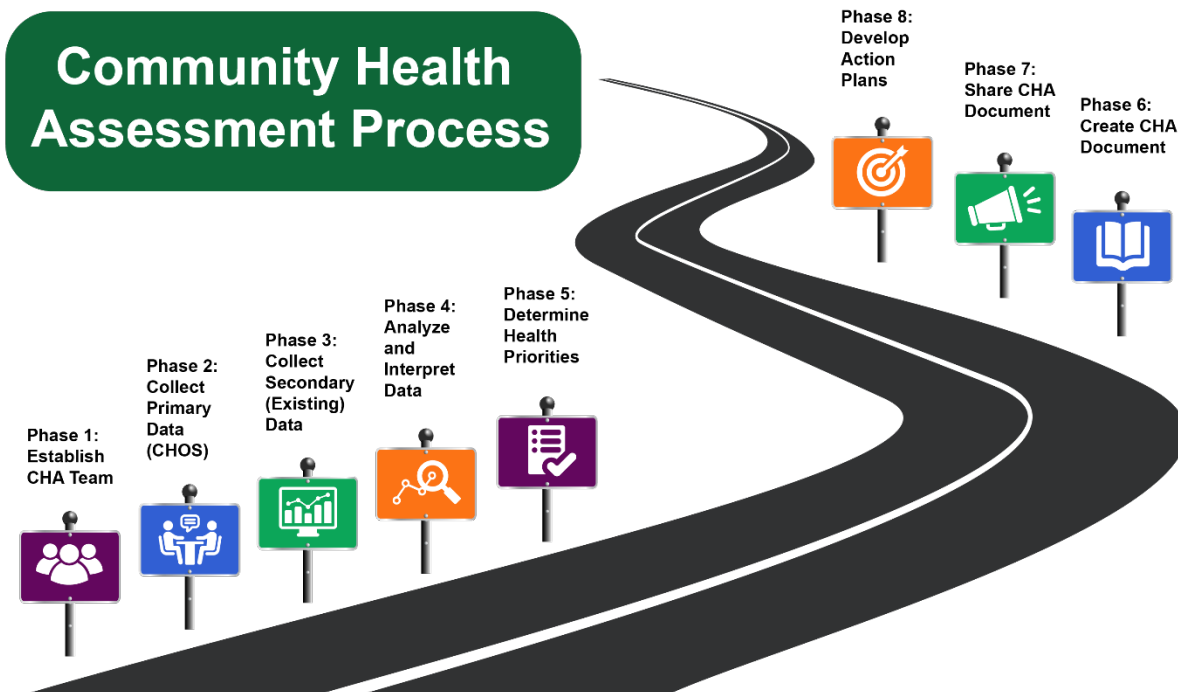 Community Health
Assessment Process
Phase 1:
Establish
CHA Team
Phase 2:
Collect
Primary
Data
(CHOS)
Phase 3:
Collect
Secondary
(Existing)
Data
Phase 4:
Analyze
and
Interpret
Data
Phase 5:
Determine
Health
Priorities
Phase 6:
Create CHA
Document
Phase 7:
Share CHA
Document
Phase 8:
Develop
Action
Plans